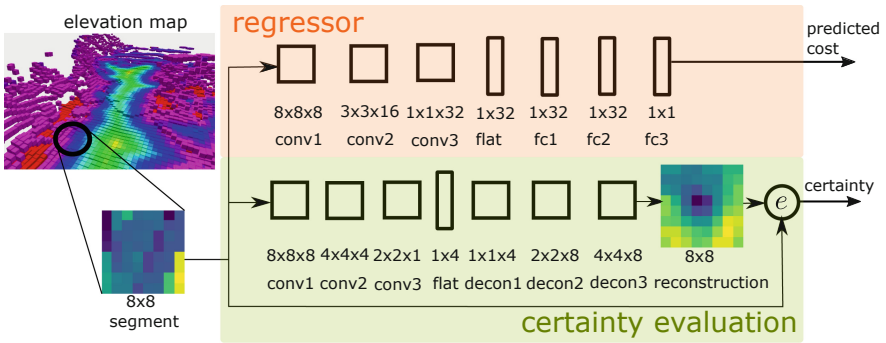 elevation map
regressor
predicted
cost
8x8x8 3x3x16 1x1x32 1x32 1x32 1x32 1x1
conv1 conv2 conv3 flat fc1 fc2 fc3
certainty
e
8x8x8 4x4x4 2x2x1 1x4 1x1x4 2x2x8 4x4x8 8x8
conv1 conv2 conv3 flat decon1 decon2 decon3 reconstruction
8x8
segment
certainty evaluation